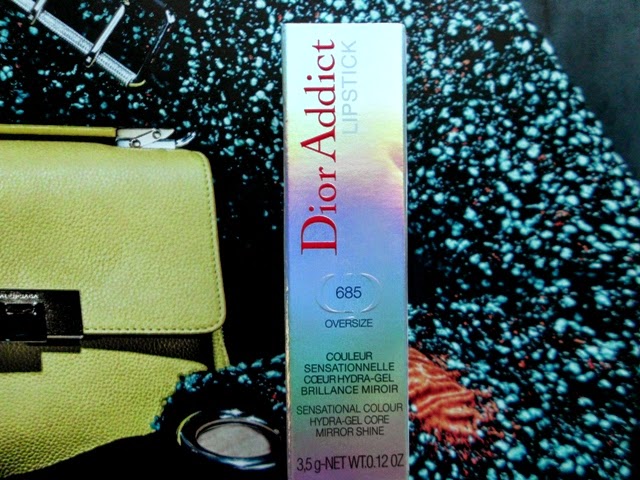 Dior Addict
LIPSTICK
685
OVERSIZE
COULEUR
SENSATIONNELLE
CŒUR HYDRA-GEL
BRILLANCE MIROIR
SENSATIONAL COLOUR
HYDRA-GEL CORE
MIRROR SHINE
3,5 g-NET WT.0.12 OZ
BALENCIAGA